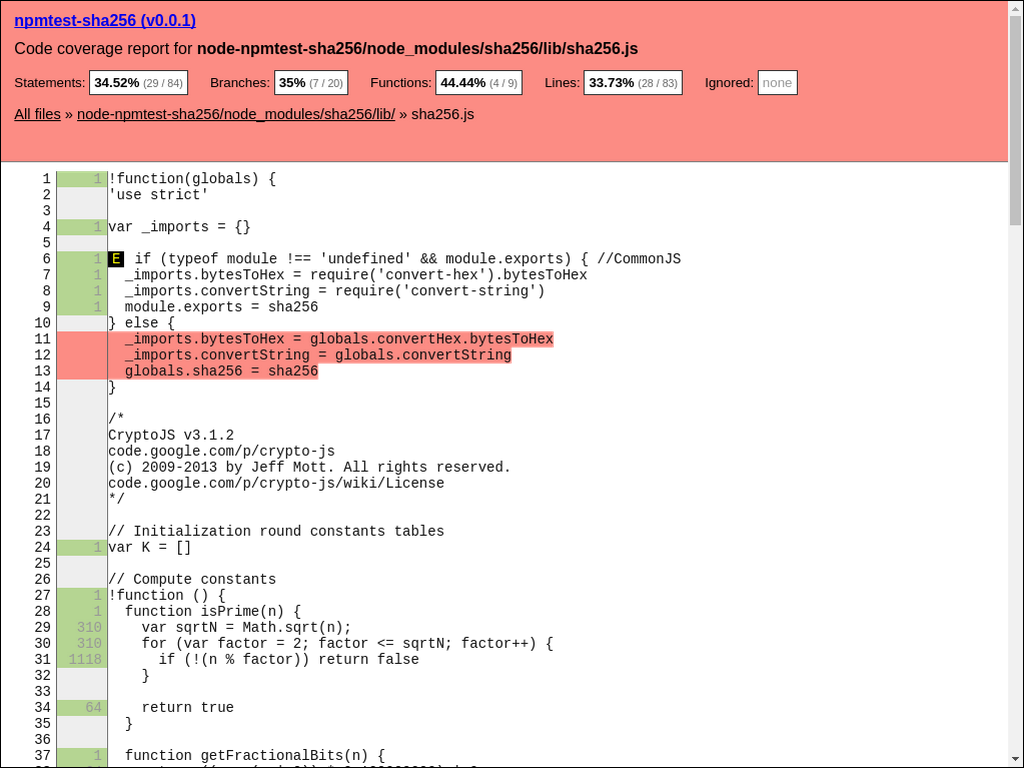 npmtest-sha256 (v0.0.1)
Code coverage report for node-npmtest-sha256/node_modules/sha256/lib/sha256.js
Statements: 34.52% (29 / 84) Branches: 35% (7 / 20) Functions: 44.44% (4 / 9) Lines: 33.73% (28 / 83) Ignored: none
All files » node-npmtest-sha256/node_modules/sha256/lib/ » sha256.js
1 1 !function(globals) {
2 'use strict'
3
4 1 var _imports = {}
5
6 1 E if (typeof module !== 'undefined' && module.exports) { //CommonJS
7 1 _imports.bytesToHex = require('convert-hex').bytesToHex
8 1 _imports.convertString = require('convert-string')
9 1 module.exports = sha256
10 } else {
11 _imports.bytesToHex = globals.convertHex.bytesToHex
12 _imports.convertString = globals.convertString
13 globals.sha256 = sha256
14 }
15
16 /*
17 CryptoJS v3.1.2
18 code.google.com/p/crypto-js
19 (c) 2009-2013 by Jeff Mott. All rights reserved.
20 code.google.com/p/crypto-js/wiki/License
21 */
22
23 // Initialization round constants tables
24 1 var K = []
25
26 // Compute constants
27 1 !function () {
28 1 function isPrime(n) {
29 310 var sqrtN = Math.sqrt(n);
30 310 for (var factor = 2; factor <= sqrtN; factor++) {
31 1118 if (!(n % factor)) return false
32 }
33
34 64 return true
35 }
36
37 1 function getFractionalBits(n) {